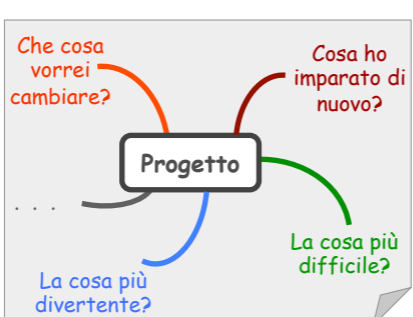 Che cosa
vorrei
cambiare?
Cosa ho
imparato di
nuovo?
Progetto
. . .
La cosa più
difficile?
La cosa più
divertente?